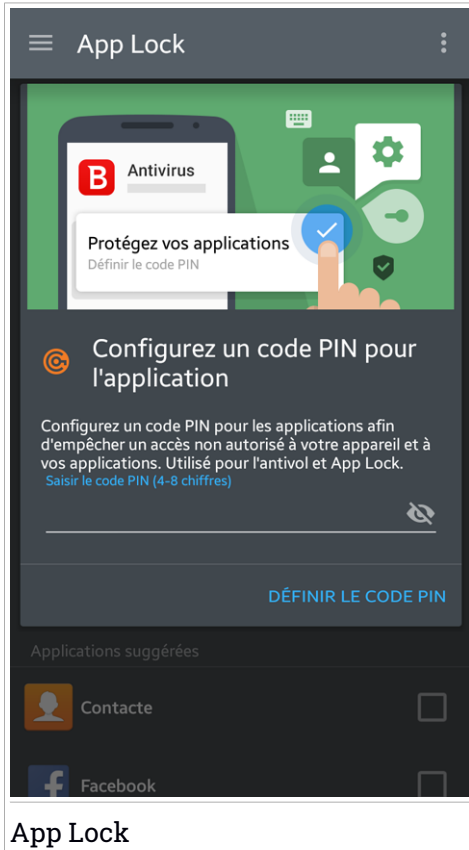 App Lock
B
Antivirus
Protégez vos applications
Définir le code PIN
Configurez un code PIN pour
l'application
Configurez un code PIN pour les applications afin
d'empêcher un accès non autorisé à votre appareil et à
vos applications. Utilisé pour l'antivol et App Lock.
Saisir le code PIN (4-8 chiffres)
DÉFINIR LE CODE PIN
Applications suggérées
Contacte
Facebook
App Lock